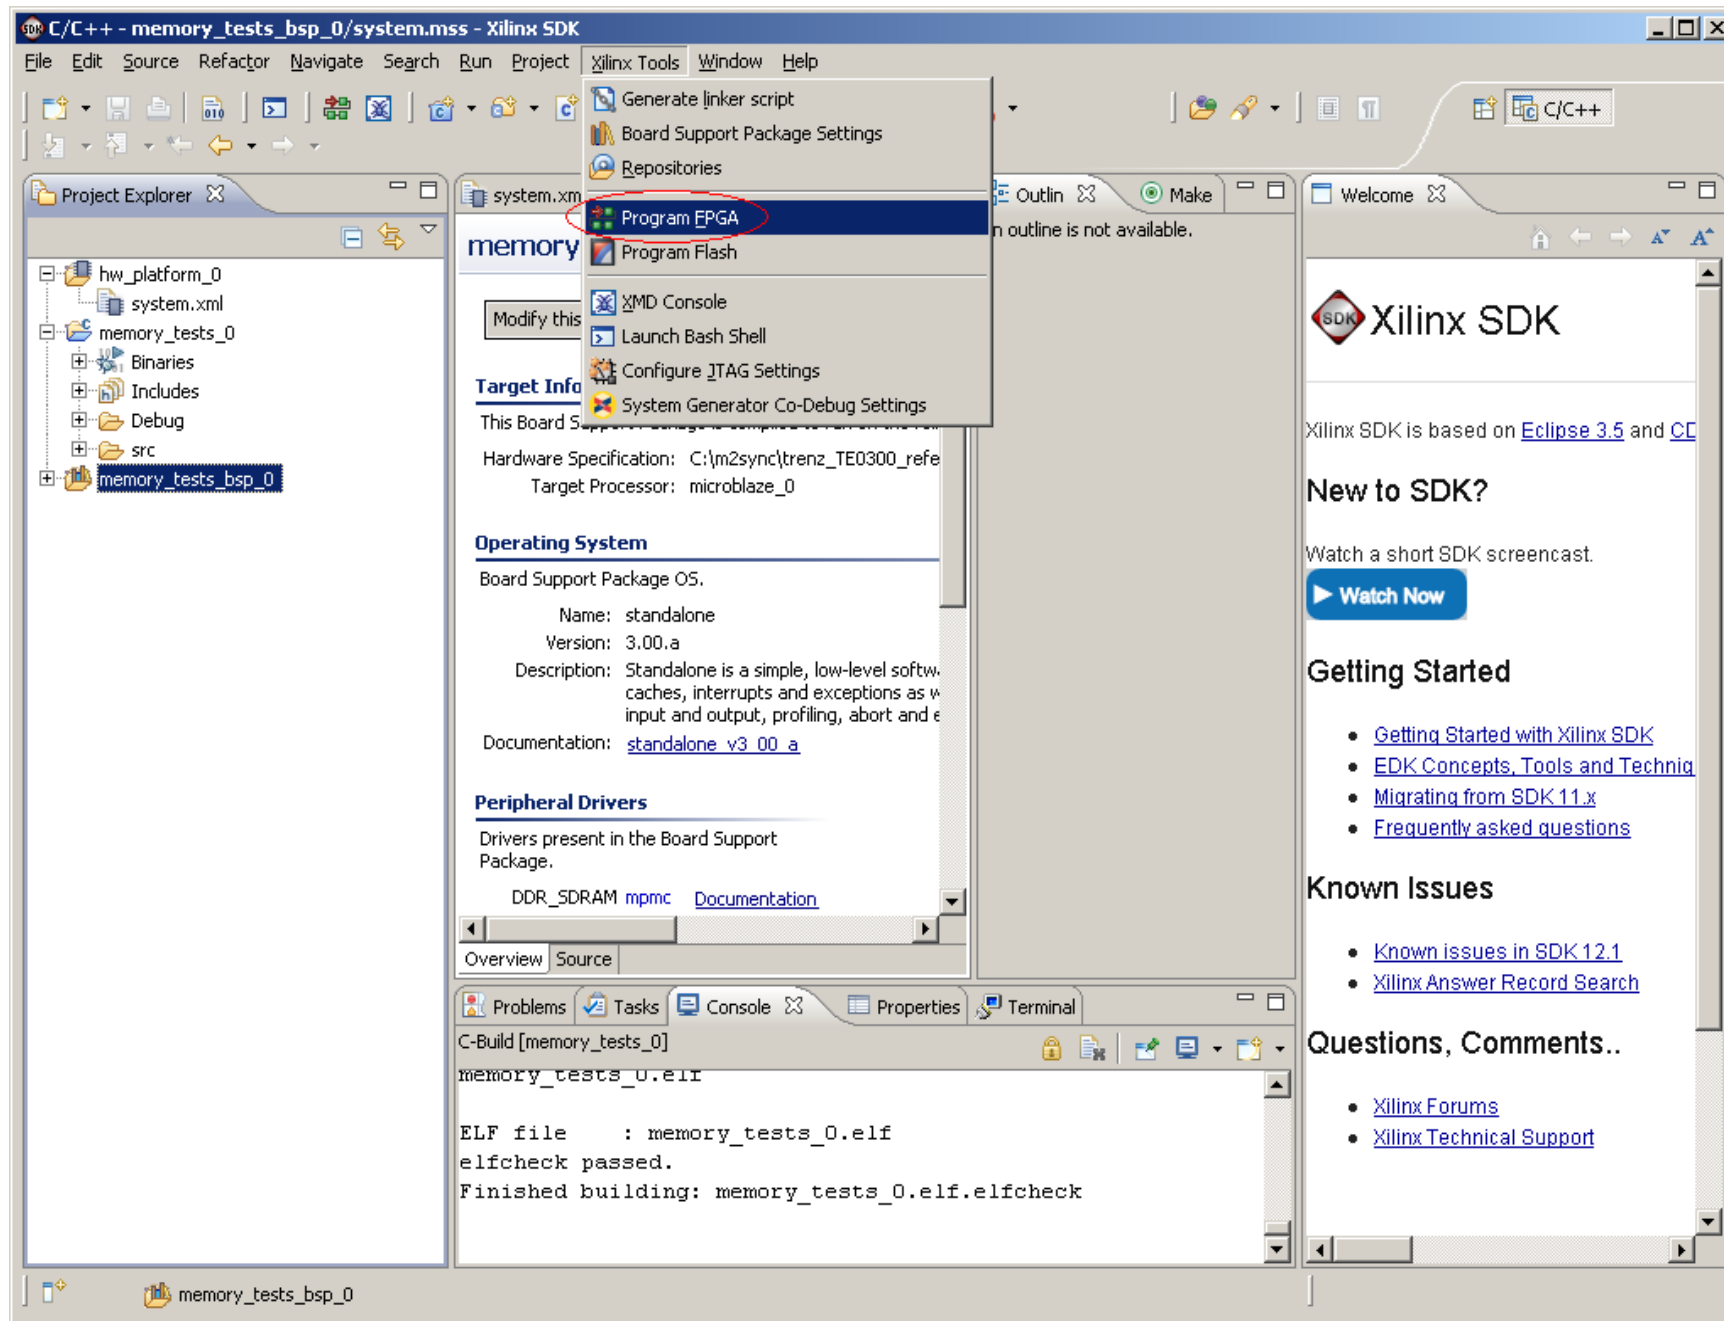 C/C++ - memory_tests_bsp_0/system.mss - Xilinx SDK
File Edit Source Refactor Navigate Search Run Project Xilinx Tools Window Help
Generate linker script
Board Support Package Settings
Repositories
Program FPGA
Program Flash
XMD Console
Launch Bash Shell
Configure JTAG Settings
System Generator Co-Debug Settings
C/C++
Project Explorer
hw_platform_0
system.xml
memory_tests_0
Binaries
Includes
Debug
src
memory_tests_bsp_0
system.xm
memory
Modify this
Target Info
This Board
Hardware Specification: C:\m2sync\trenz_TE0300_refe
Target Processor: microblaze_0
Operating System
Board Support Package OS.
Name: standalone
Version: 3.00.a
Description: Standalone is a simple, low-level softw
caches, interrupts and exceptions as w
input and output, profiling, abort and e
Documentation: standalone_v3_00_a
Peripheral Drivers
Drivers present in the Board Support
Package.
DDR_SDRAM mpmc Documentation
Overview Source
Outlin Make
n outline is not available.
Welcome
SDK Xilinx SDK
Xilinx SDK is based on Eclipse 3.5 and CD
New to SDK?
Watch a short SDK screencast.
Watch Now
Getting Started
Getting Started with Xilinx SDK
EDK Concepts, Tools and Techniq
Migrating from SDK 11.x
Frequently asked questions
Known Issues
Known issues in SDK 12.1
Xilinx Answer Record Search
Questions, Comments..
Xilinx Forums
Xilinx Technical Support
Problems Tasks Console Properties Terminal
C-Build [memory_tests_0]
memory_tests_0.elf
ELF file : memory_tests_0.elf
elfcheck passed.
Finished building: memory_tests_0.elf.elfcheck
memory_tests_bsp_0